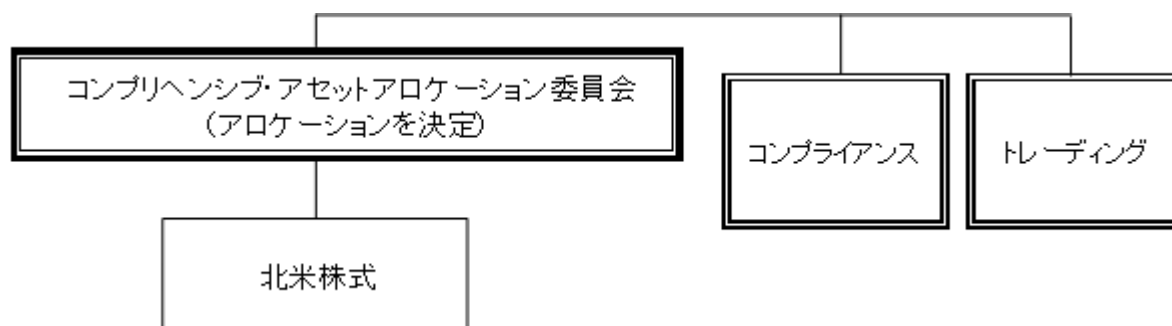 コンプリヘンシブ・アセットアロケーション委員会
(アロケーションを決定)
コンプライアンス
トレーディング
北米株式